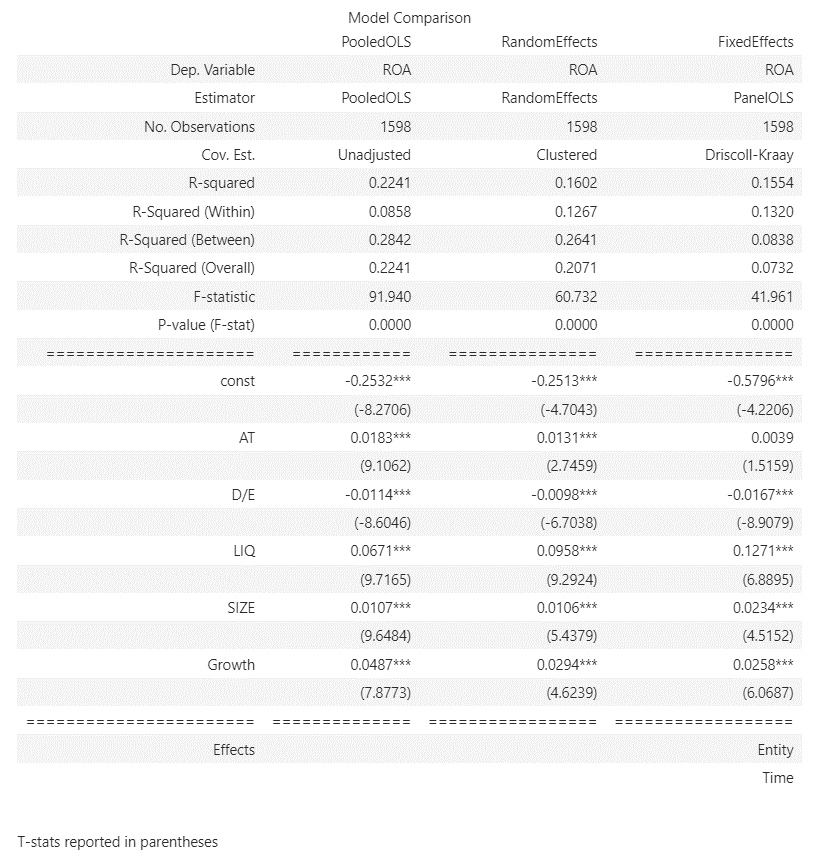 Model Comparison
PooledOLS RandomEffects FixedEffects
Dep. Variable ROA ROA ROA
Estimator PooledOLS RandomEffects PanelOLS
No. Observations 1598 1598 1598
Cov. Est. Unadjusted Clustered Driscoll-Kraay
R-squared 0.2241 0.1602 0.1554
R-Squared (Within) 0.0858 0.1267 0.1320
R-Squared (Between) 0.2842 0.2641 0.0838
R-Squared (Overall) 0.2241 0.2071 0.0732
F-statistic 91.940 60.732 41.961
P-value (F-stat) 0.0000 0.0000 0.0000
===================== ============ =============== ================
const -0.2532*** -0.2513*** -0.5796***
(-8.2706) (-4.7043) (-4.2206)
AT 0.0183*** 0.0131*** 0.0039
(9.1062) (2.7459) (1.5159)
D/E -0.0114*** -0.0098*** -0.0167***
(-8.6046) (-6.7038) (-8.9079)
LIQ 0.0671*** 0.0958*** 0.1271***
(9.7165) (9.2924) (6.8895)
SIZE 0.0107*** 0.0106*** 0.0234***
(9.6484) (5.4379) (4.5152)
Growth 0.0487*** 0.0294*** 0.0258***
(7.8773) (4.6239) (6.0687)
======================= ============== ================= ==================
Effects Entity
Time
T-stats reported in parentheses